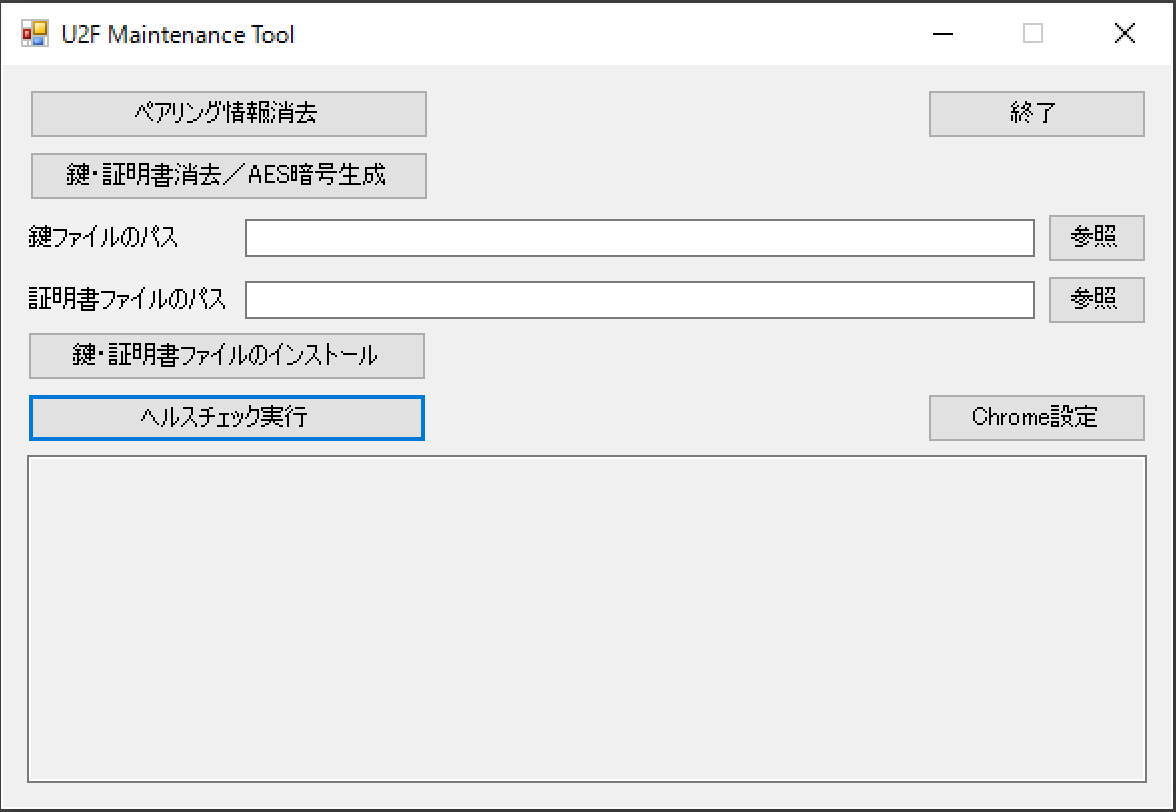 U2F Maintenance Tool
ペアリング情報消去
終了
鍵・証明書消去／AES暗号生成
鍵ファイルのパス
参照
証明書ファイルのパス
参照
鍵・証明書ファイルのインストール
ヘルスチェック実行
Chrome設定